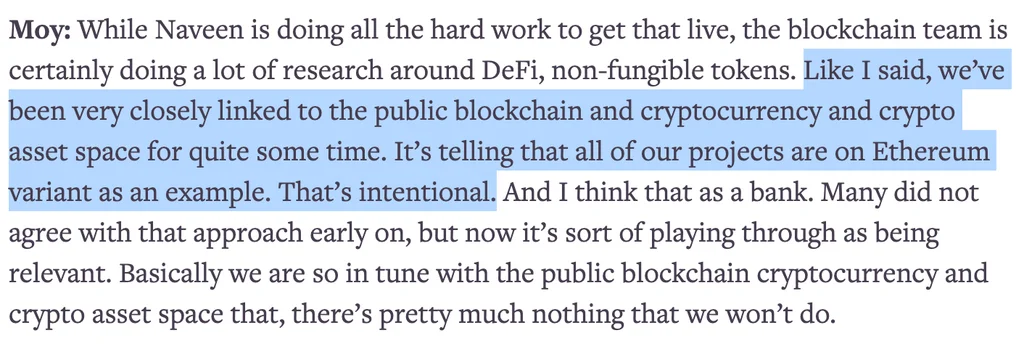 Moy: While Naveen is doing all the hard work to get that live, the blockchain team is
certainly doing a lot of research around DeFi, non-fungible tokens. Like I said, we’ve
been very closely linked to the public blockchain and cryptocurrency and crypto
asset space for quite some time. It’s telling that all of our projects are on Ethereum
variant as an example. That’s intentional. And I think that as a bank. Many did not
agree with that approach early on, but now it’s sort of playing through as being
relevant. Basically we are so in tune with the public blockchain cryptocurrency and
crypto asset space that, there’s pretty much nothing that we won’t do.